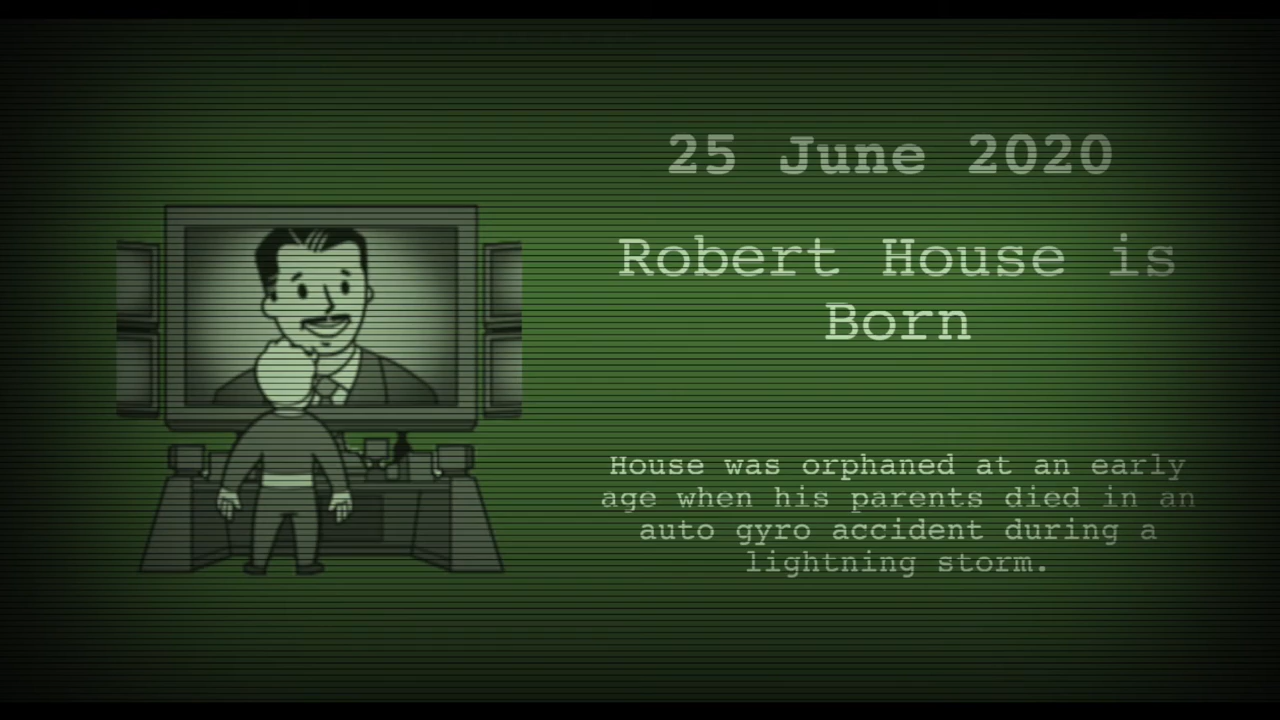 25 June 2020
Robert House is
Born
House was orphaned at an early
age when his parents died in an
auto gyro accident during a
lightning storm.